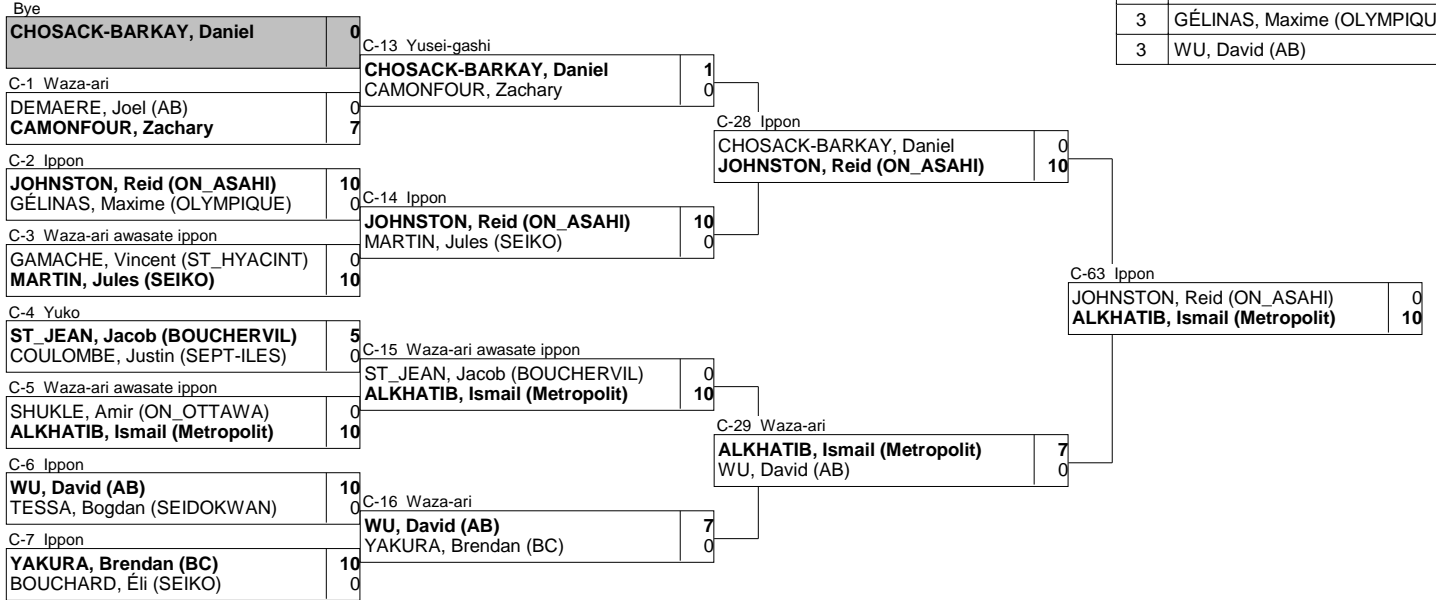 Bye
CHOSACK-BARKAY, Daniel 0
C-1 Waza-ari
DEMAERE, Joel (AB) 0
CAMONFOUR, Zachary 7
C-2 Ippon
JOHNSTON, Reid (ON_ASAHI) 10
GÉLINAS, Maxime (OLYMPIQUE) 0
C-3 Waza-ari awasate ippon
GAMACHE, Vincent (ST_HYACINT) 0
MARTIN, Jules (SEIKO) 10
C-4 Yuko
ST_JEAN, Jacob (BOUCHERVIL) 5
COULOMBE, Justin (SEPT-ILES) 0
C-5 Waza-ari awasate ippon
SHUKLE, Amir (ON_OTTAWA) 0
ALKHATIB, Ismail (Metropolit) 10
C-6 Ippon
WU, David (AB) 10
TESSA, Bogdan (SEIDOKWAN) 0
C-7 Ippon
YAKURA, Brendan (BC) 10
BOUCHARD, Éli (SEIKO) 0
C-13 Yusei-gashi
CHOSACK-BARKAY, Daniel 1
CAMONFOUR, Zachary 0
C-14 Ippon
JOHNSTON, Reid (ON_ASAHI) 10
MARTIN, Jules (SEIKO) 0
C-15 Waza-ari awasate ippon
ST_JEAN, Jacob (BOUCHERVIL) 0
ALKHATIB, Ismail (Metropolit) 10
C-16 Waza-ari
WU, David (AB) 7
YAKURA, Brendan (BC) 0
C-28 Ippon
CHOSACK-BARKAY, Daniel 0
JOHNSTON, Reid (ON_ASAHI) 10
C-29 Waza-ari
ALKHATIB, Ismail (Metropolit) 7
WU, David (AB) 0
C-63 Ippon
JOHNSTON, Reid (ON_ASAHI) 0
ALKHATIB, Ismail (Metropolit) 10
3 GÉLINAS, Maxime (OLYMPIQU
3 WU, David (AB)